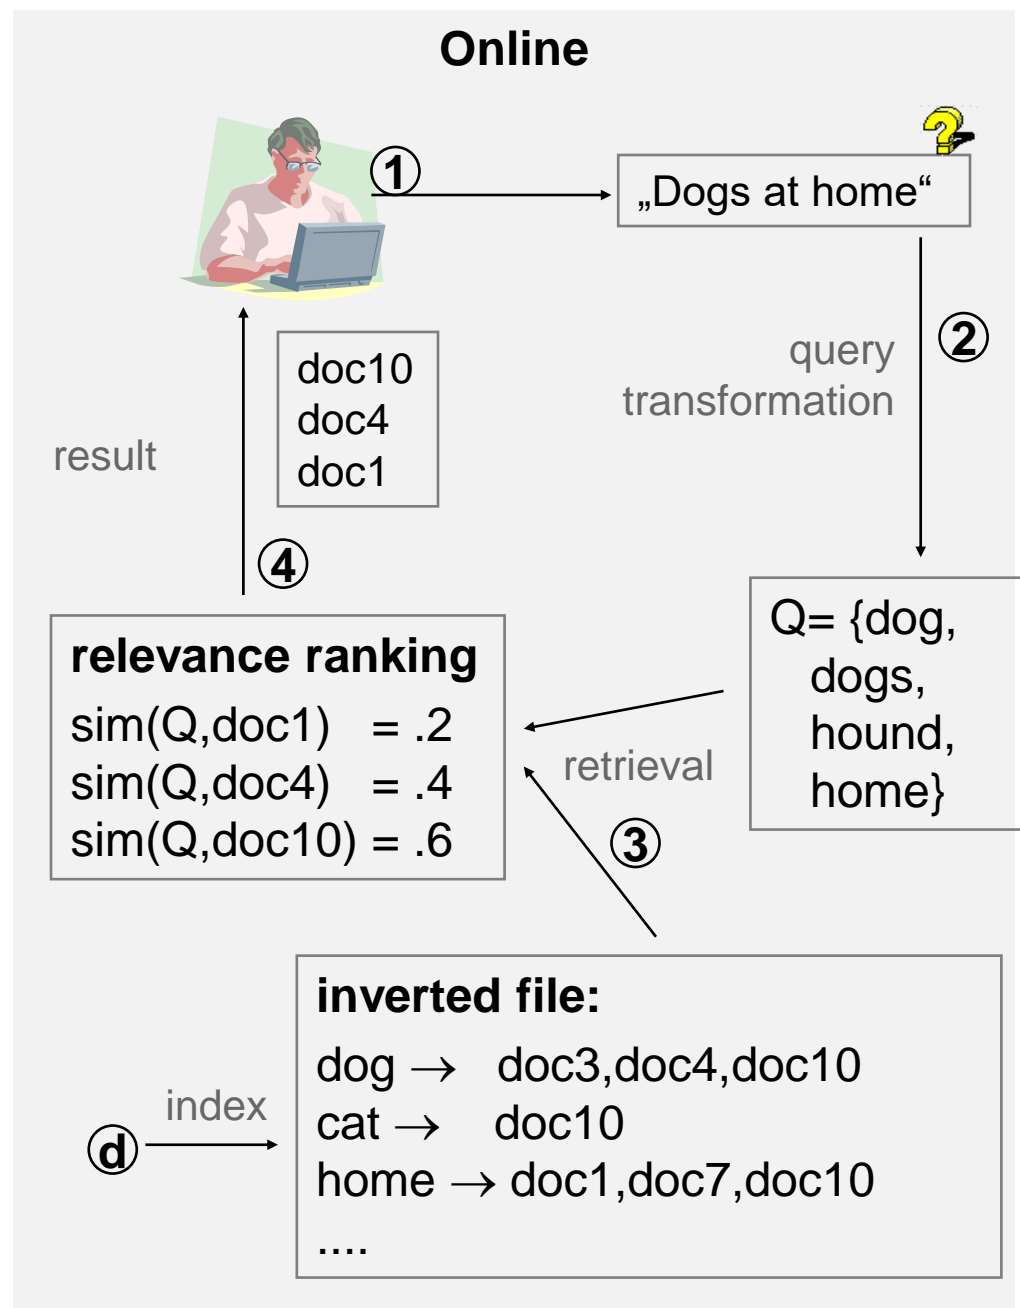 Online
①
„Dogs at home“
②
query
transformation
doc10
doc4
doc1
result
④
Q= {dog,
dogs,
hound,
home}
relevance ranking
sim(Q,doc1) = .2
sim(Q,doc4) = .4
sim(Q,doc10) = .6
retrieval
③
inverted file:
dog → doc3,doc4,doc10
cat → doc10
home → doc1,doc7,doc10
....
index
ⓓ